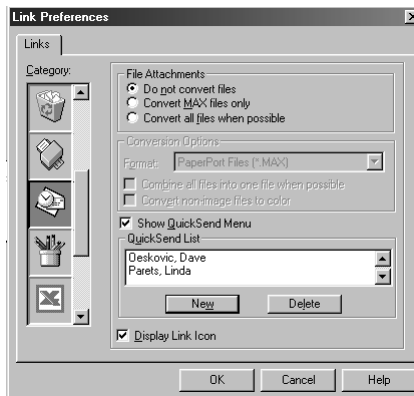 Link Preferences
Links
Category:
File Attachments
Do not convert files
Convert MAX files only
Convert all files when possible
Conversion Options
Format: PaperPort Files (*.MAX)
Combine all files into one file when possible
Convert non-image files to color
Show QuickSend Menu
QuickSend List
Oeskovic, Dave
Parets, Linda
New Delete
Display Link Icon
OK Cancel Help